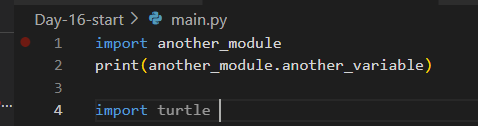 Day-16-start > main.py
1 import another_module
2 print(another_module.another_variable)
3
4 import turtle
...